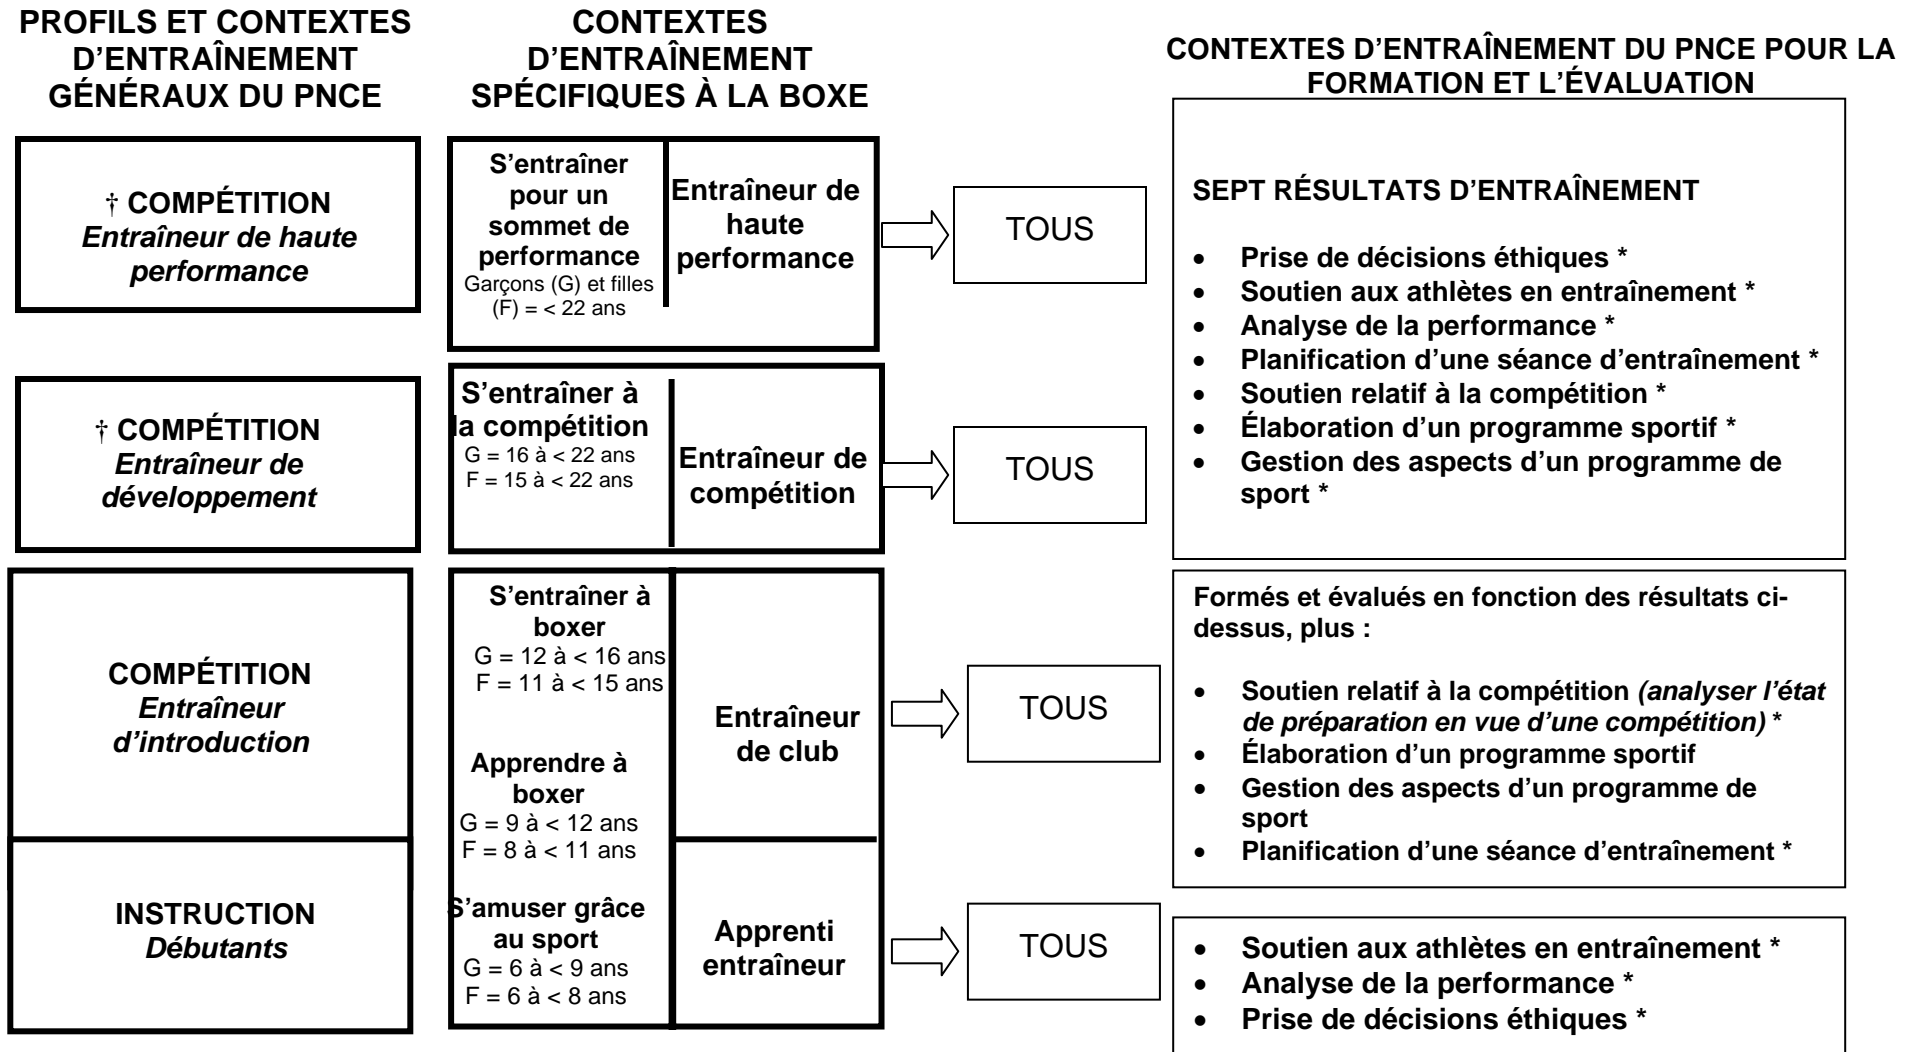 PROFILS ET CONTEXTES
D'ENTRAÎNEMENT
GÉNÉRAUX DU PNCE
CONTEXTES
D'ENTRAÎNEMENT
SPÉCIFIQUES À LA BOXE
CONTEXTES D'ENTRAÎNEMENT DU PNCE POUR LA
FORMATION ET L'ÉVALUATION
† COMPÉTITION
Entraîneur de haute
performance
S'entraîner
pour un
sommet de
performance
Garçons (G) et filles
(F) = < 22 ans
Entraîneur de
haute
performance
TOUS
SEPT RÉSULTATS D'ENTRAÎNEMENT
• Prise de décisions éthiques *
• Soutien aux athlètes en entraînement *
• Analyse de la performance *
• Planification d'une séance d'entraînement *
• Soutien relatif à la compétition *
• Élaboration d'un programme sportif *
• Gestion des aspects d'un programme de
sport *
† COMPÉTITION
Entraîneur de
développement
S'entraîner à
la compétition
G = 16 à < 22 ans
F = 15 à < 22 ans
Entraîneur de
compétition
TOUS
COMPÉTITION
Entraîneur
d'introduction
S'entraîner à
boxer
G = 12 à < 16 ans
F = 11 à < 15 ans
Apprendre à
boxer
G = 9 à < 12 ans
F = 8 à < 11 ans
Entraîneur
de club
TOUS
Formés et évalués en fonction des résultats ci-
dessus, plus :
• Soutien relatif à la compétition (analyser l'état
de préparation en vue d'une compétition) *
• Élaboration d'un programme sportif
• Gestion des aspects d'un programme de
sport
• Planification d'une séance d'entraînement *
INSTRUCTION
Débutants
S'amuser grâce
au sport
G = 6 à < 9 ans
F = 6 à < 8 ans
Apprenti
entraîneur
TOUS
• Soutien aux athlètes en entraînement *
• Analyse de la performance *
• Prise de décisions éthiques *